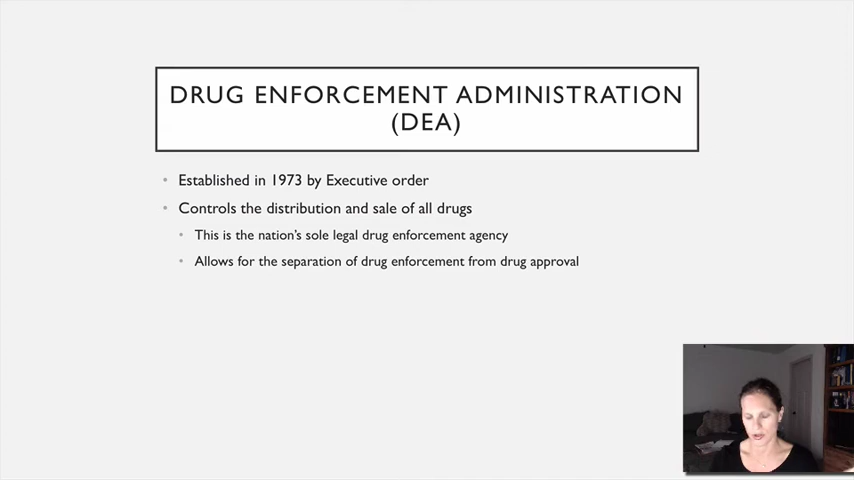 DRUG ENFORCEMENT ADMINISTRATION
(DEA)
• Established in 1973 by Executive order
• Controls the distribution and sale of all drugs
• This is the nation's sole legal drug enforcement agency
• Allows for the separation of drug enforcement from drug approval